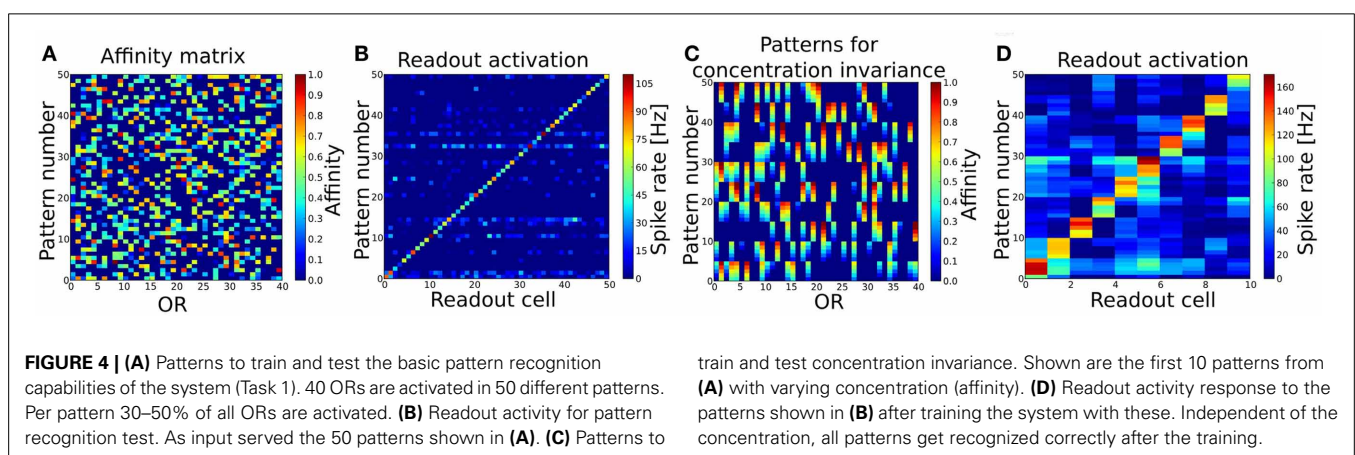 A
Affinity matrix
Pattern number
50
40
30
20
10
0
0 5 10 15 20 25 30 35 40
OR
1.0
0.9
0.8
0.7
0.6
0.5
0.4
0.3
0.2
0.1
0.0
Affinity
B
Readout activation
Pattern number
50
40
30
20
10
0
0 10 20 30 40 50
Readout cell
105
90
75
60
45
30
15
0
Spike rate [Hz]
C
Patterns for
concentration invariance
Pattern number
50
40
30
20
10
0
0 5 10 15 20 25 30 35 40
OR
1.0
0.9
0.8
0.7
0.6
0.5
0.4
0.3
0.2
0.1
0.0
Affinity
D
Readout activation
Pattern number
50
40
30
20
10
0
0 2 4 6 8 10
Readout cell
160
140
120
100
80
60
40
20
0
Spike rate [Hz]
FIGURE 4 | (A) Patterns to train and test the basic pattern recognition
capabilities of the system (Task 1). 40 ORs are activated in 50 different patterns.
Per pattern 30–50% of all ORs are activated. (B) Readout activity for pattern
recognition test. As input served the 50 patterns shown in (A). (C) Patterns to
train and test concentration invariance. Shown are the first 10 patterns from
(A) with varying concentration (affinity). (D) Readout activity response to the
patterns shown in (B) after training the system with these. Independent of the
concentration, all patterns get recognized correctly after the training.